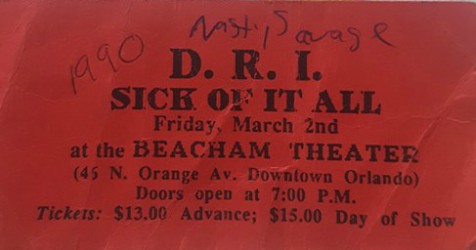 1990 Nasty Savage
D. R. I.
SICK OF IT ALL
Friday, March 2nd
at the BEACHAM THEATER
(46 N. Orange Av. Downtown Orlando)
Doors open at 7:00 P.M.
Tickets: $13.00 Advance; $15.00 Day of Show